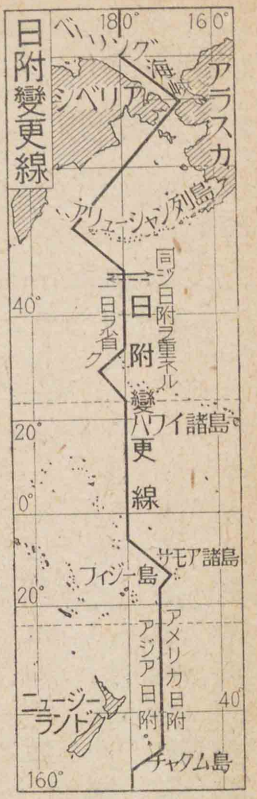 日附變更線
180°
160°
ベーリング海峽
アラスカ
シベリア
アリューシャン列島
同ジ日附ヲ重ネル
一日ヲ省ク
40°
日附變更線
ハワイ諸島
20°
0°
サモア諸島
フィジー島
20°
アメリカ日附
アジア日附
ニュージーランド
40°
チャタム島
160°